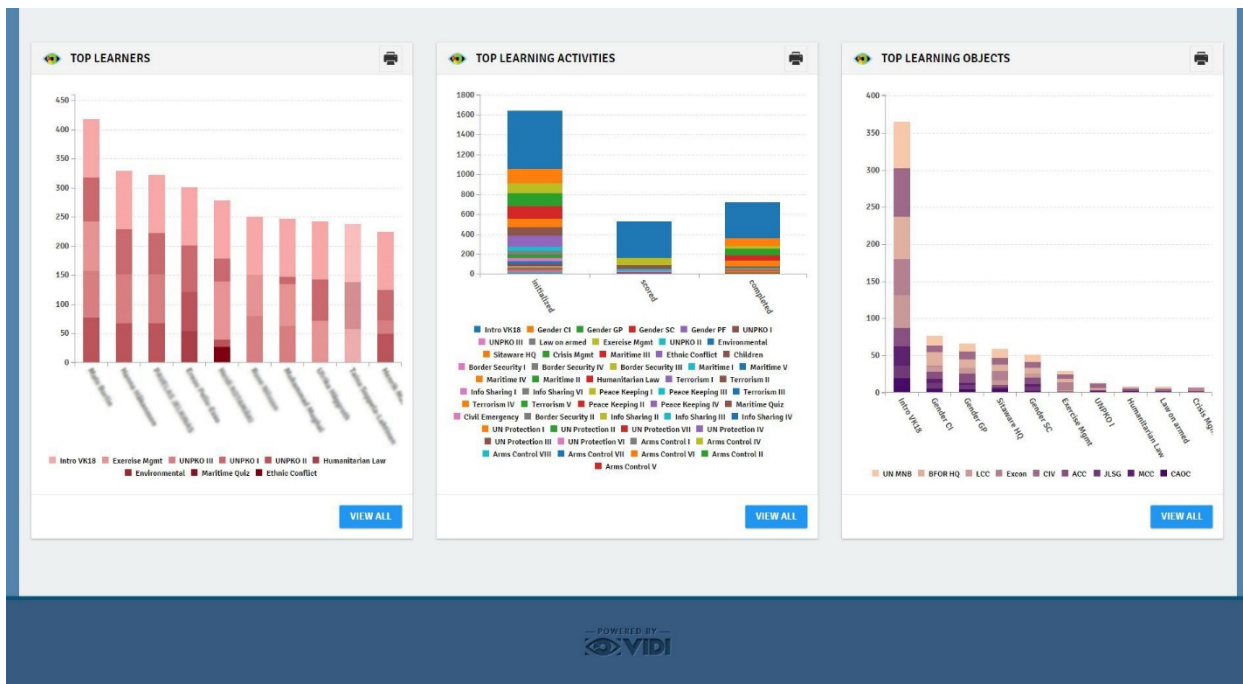 TOP LEARNERS
450
400
350
300
250
200
150
100
50
0
Intro VK18 Exercise Mgmt UNPKO III UNPKO I UNPKO II Humanitarian Law
Environmental Maritime Quiz Ethnic Conflict
VIEW ALL
TOP LEARNING ACTIVITIES
1800
1600
1400
1200
1000
800
600
400
200
0
initialized
scored
completed
Intro VK18 Gender CI Gender GP Gender SC Gender PF UNPKO I
UNPKO III Law on armed Exercise Mgmt UNPKO II Environmental
Sitaware HQ Crisis Mgmt Maritime III Ethnic Conflict Children
Border Security I Border Security IV Border Security III Maritime I Maritime V
Maritime IV Maritime II Humanitarian Law Terrorism I Terrorism II
Info Sharing I Info Sharing VI Peace Keeping I Peace Keeping III Terrorism III
Terrorism IV Terrorism V Peace Keeping II Peace Keeping IV Maritime Quiz
Civil Emergency Border Security II Info Sharing II Info Sharing III Info Sharing IV
UN Protection I UN Protection II UN Protection VII UN Protection IV
UN Protection III UN Protection VI Arms Control I Arms Control IV
Arms Control VIII Arms Control VII Arms Control VI Arms Control II
Arms Control V
VIEW ALL
TOP LEARNING OBJECTS
400
350
300
250
200
150
100
50
0
Intro VK18
Gender CI
Gender GP
Sitaware HQ
Gender SC
Exercise Mgmt
UNPKO I
Humanitarian Law
Law on armed
Crisis Mg...
UN MNB BFOR HQ LCC Excon CIV ACC JLSG MCC CAOC
VIEW ALL
POWERED BY
VIDI